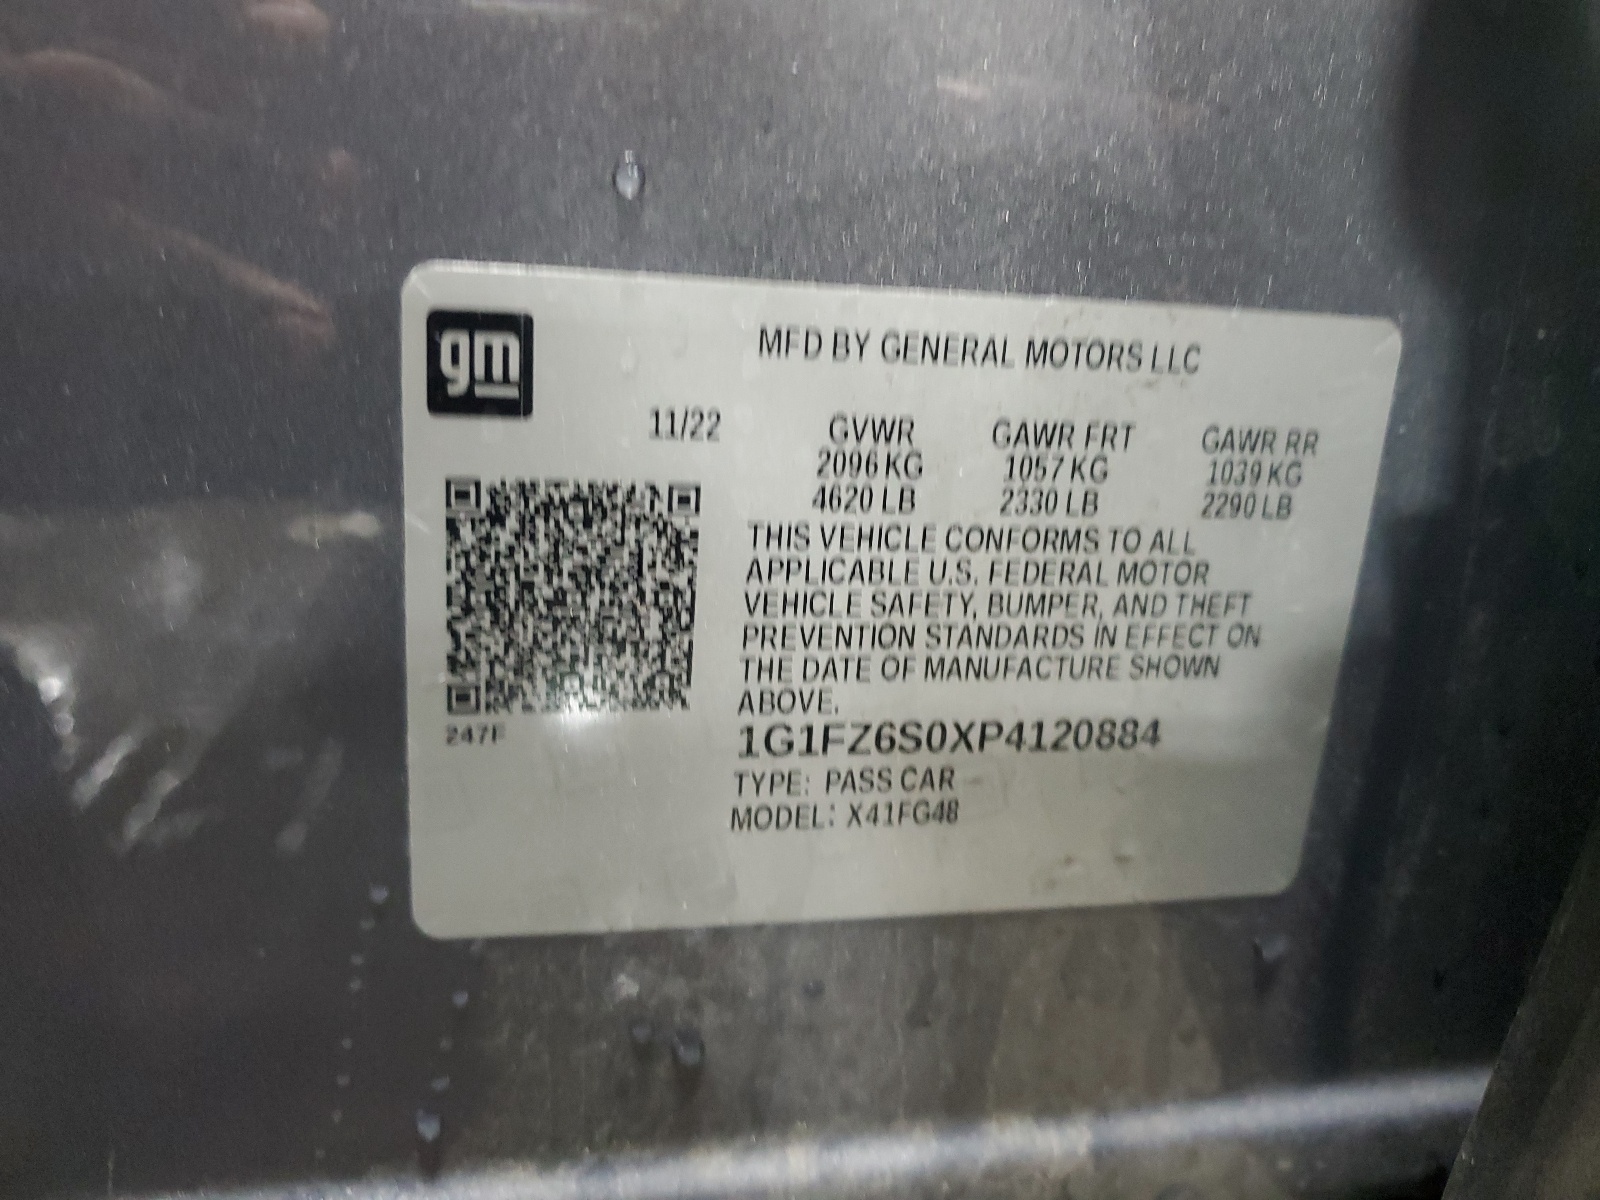 gm
MFD BY GENERAL MOTORS LLC
11/22 GVWR GAWR FRT GAWR RR
2096 KG 1057 KG 1039 KG
4620 LB 2330 LB 2290 LB
THIS VEHICLE CONFORMS TO ALL
APPLICABLE U.S. FEDERAL MOTOR
VEHICLE SAFETY, BUMPER, AND THEFT
PREVENTION STANDARDS IN EFFECT ON
THE DATE OF MANUFACTURE SHOWN
ABOVE.
247F
1G1FZ6S0XP4120884
TYPE: PASS CAR
MODEL: X41FG48